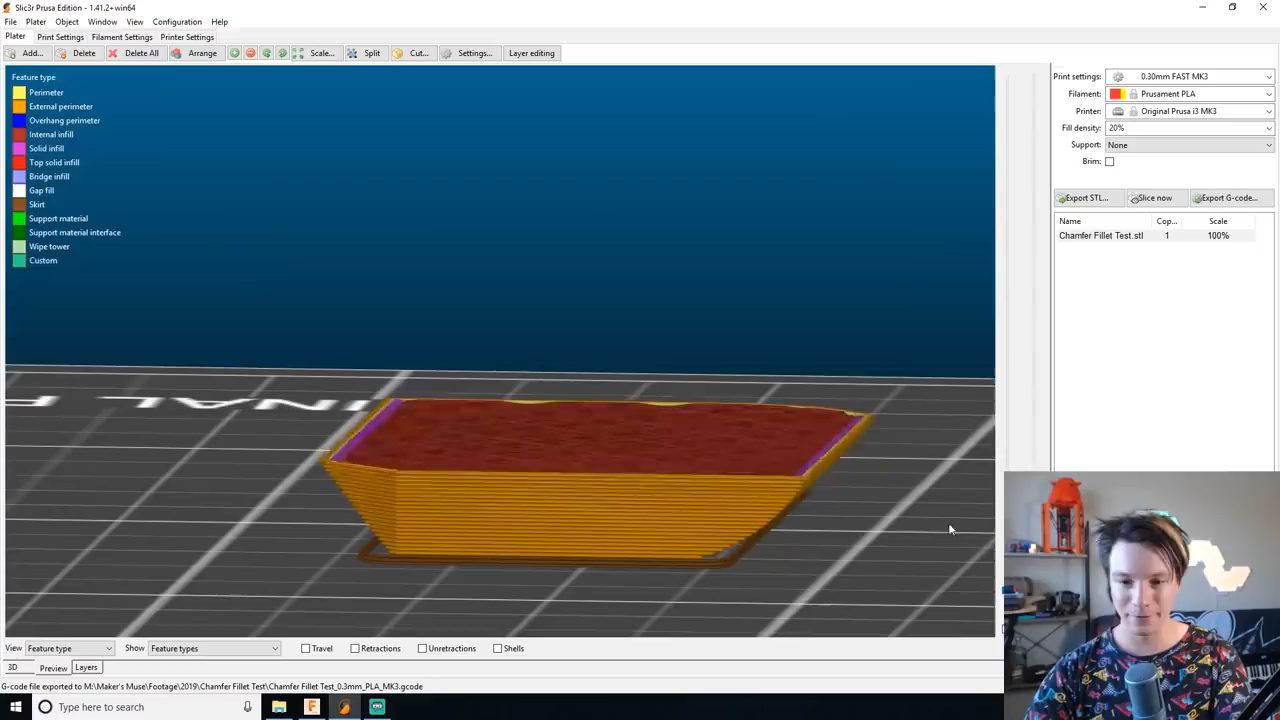 Slic3r Prusa Edition - 1.41.2+win64
File Plater Object Window View Configuration Help
Plater Print Settings Filament Settings Printer Settings
Add... Delete Delete All Arrange Scale... Split Cut... Settings... Layer editing
Feature type
Perimeter
External perimeter
Overhang perimeter
Internal infill
Solid infill
Top solid infill
Bridge infill
Gap fill
Skirt
Support material
Support material interface
Wipe tower
Custom
Print settings: 0.30mm FAST MK3
Filament: Prusament PLA
Printer: Original Prusa i3 MK3
Fill density: 20%
Support: None
Brim:
Export STL... Slice now Export G-code...
Name Cop... Scale
Chamfer Fillet Test.stl 1 100%
View Feature type Show Feature types Travel Retractions Unretractions Shells
3D Preview Layers
G-code file exported to M:\Maker's Muse\Footage\2019\Chamfer Fillet Test\Chamfer Fillet Test_0.3mm_PLA_MK3.gcode
Type here to search